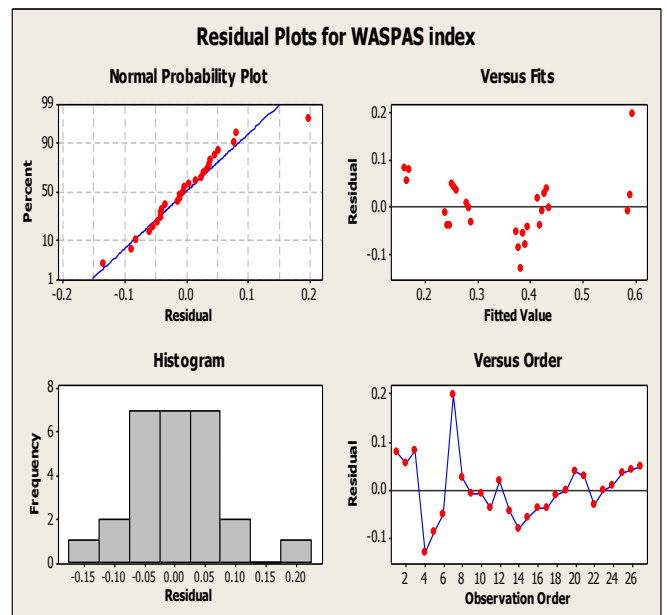 Residual Plots for WASPAS index
Normal Probability Plot
99
90
50
10
1
Percent
-0.2 -0.1 0.0 0.1 0.2
Residual
Versus Fits
0.2
0.1
0.0
-0.1
Residual
0.2 0.3 0.4 0.5 0.6
Fitted Value
Histogram
8
6
4
2
0
Frequency
-0.15 -0.10 -0.05 0.00 0.05 0.10 0.15 0.20
Residual
Versus Order
0.2
0.1
0.0
-0.1
Residual
2 4 6 8 10 12 14 16 18 20 22 24 26
Observation Order